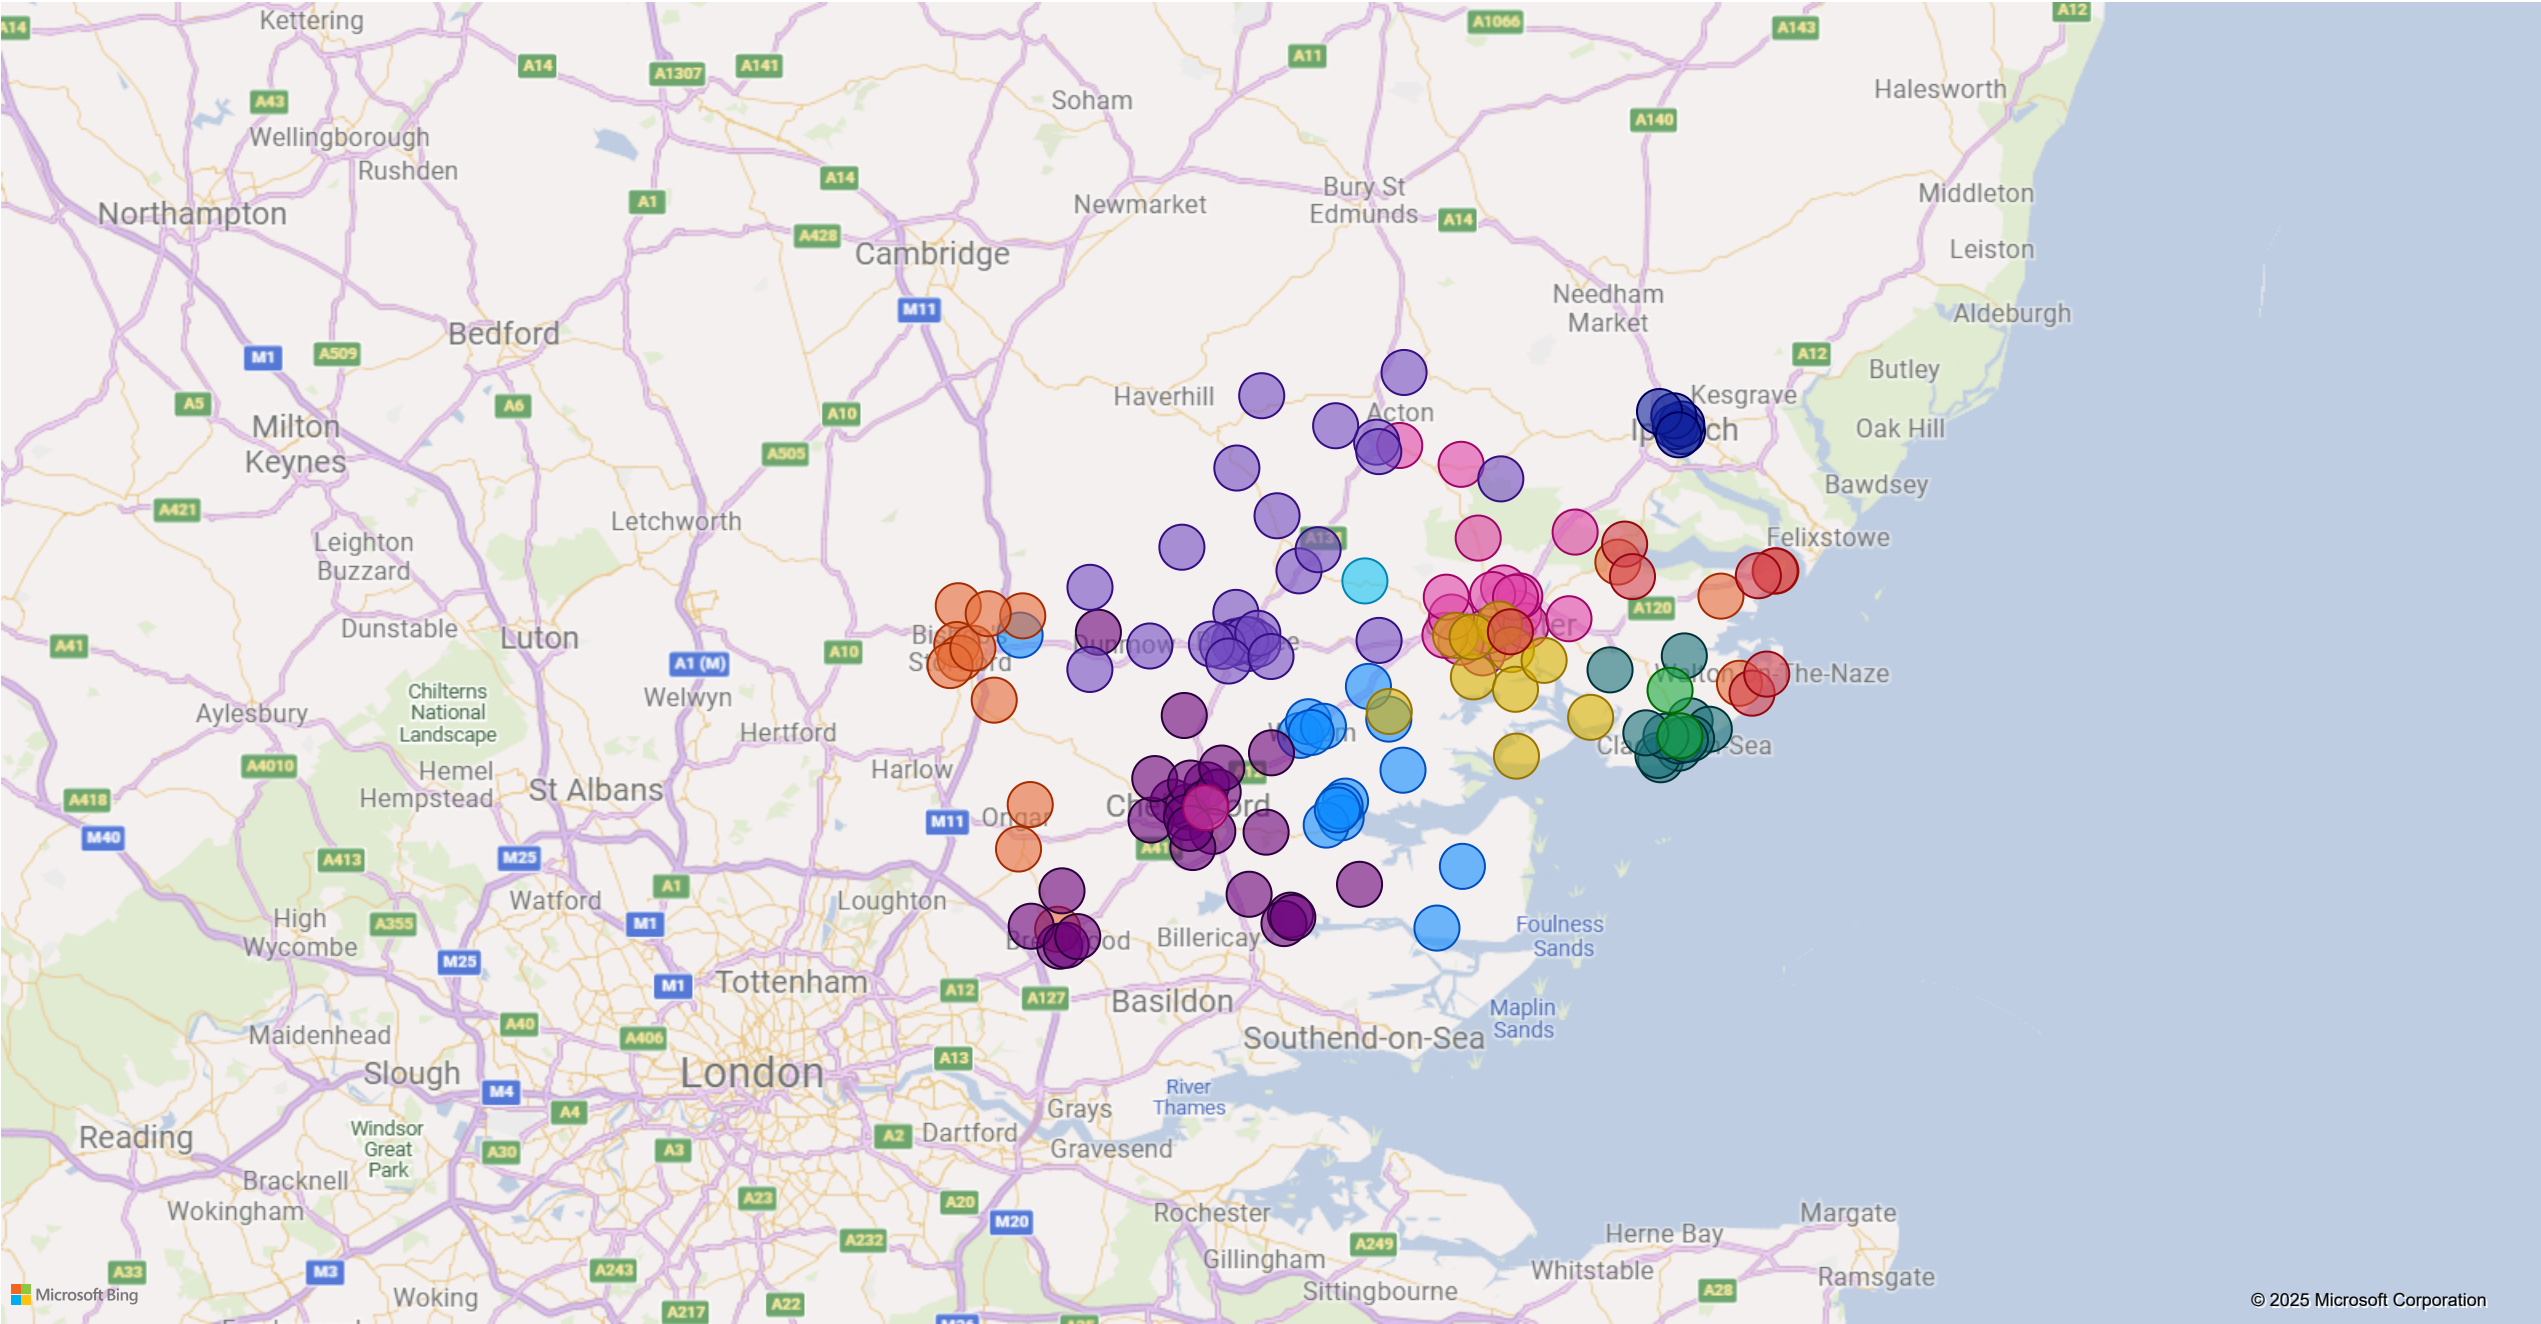 A14
Kettering
A1066
A143
A12
A14
A1307
A141
A11
Soham
Halesworth
A43
Wellingborough
Rushden
A140
A14
A1
Northampton
Newmarket
Bury St
Edmunds
A14
Middleton
A428
Cambridge
Leiston
M11
Needham
Market
Aldeburgh
Bedford
M1
A509
A12
Butley
A5
A6
A10
Haverhill
Acton
Kesgrave
Milton
Keynes
Oak Hill
A505
A421
Bawdsey
Letchworth
Leighton
Buzzard
Felixstowe
A120
Dunstable
Luton
A41
A10
A1 (M)
Chilterns
National
Landscape
Welwyn
Aylesbury
Hertford
A4010
Hemel
Hempstead
Harlow
St Albans
A418
M40
M11
M25
A413
A1
Watford
Loughton
High
Wycombe
A355
M1
Billericay
Foulness
Sands
M25
M1
Tottenham
A12
A127
Basildon
Maplin
Sands
A40
A406
Maidenhead
Southend-on-Sea
Slough
London
A13
M4
A4
River
Thames
Grays
Reading
Windsor
Great
Park
A30
A3
A2
Dartford
Gravesend
Bracknell
Wokingham
A23
A20
Rochester
M20
Margate
Herne Bay
A232
A249
Gillingham
Whitstable
Ramsgate
A33
M3
A243
Sittingbourne
A28
Microsoft Bing
Woking
A22
A217
© 2025 Microsoft Corporation